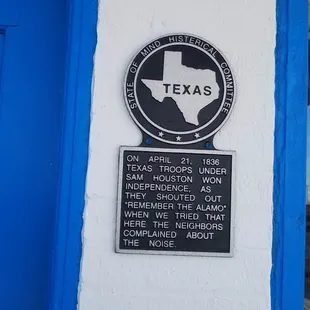 STATE OF MIND HISTERICAL COMMITTEE
TEXAS
ON APRIL 21, 1836
TEXAS TROOPS UNDER
SAM HOUSTON WON
INDEPENDENCE, AS
THEY SHOUTED OUT
"REMEMBER THE ALAMO"
WHEN WE TRIED THAT
HERE THE NEIGHBORS
COMPLAINED ABOUT
THE NOISE.